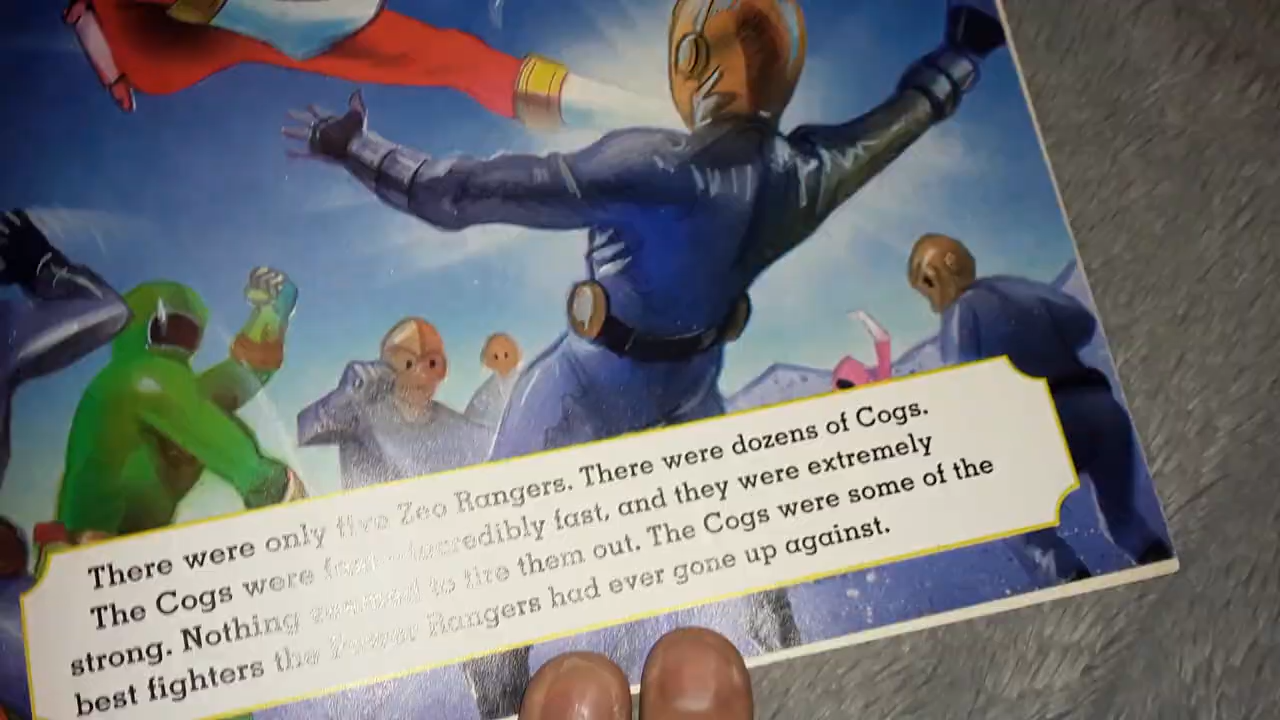 There were only five Zeo Rangers. There were dozens of Cogs.
The Cogs were fast, incredibly fast, and they were extremely
strong. Nothing seemed to tire them out. The Cogs were some of the
best fighters the Power Rangers had ever gone up against.